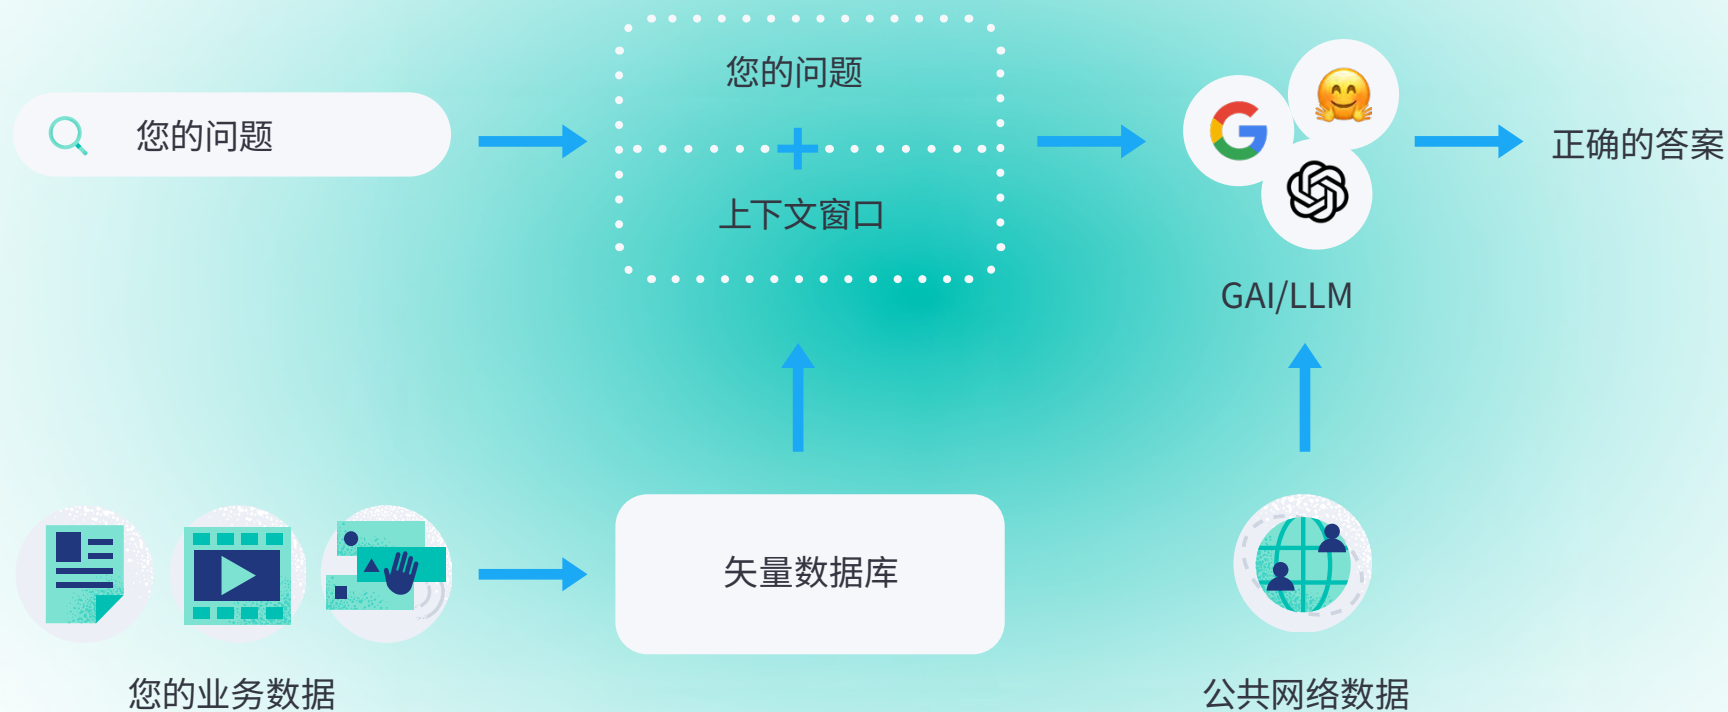 您的问题
您的问题
上下文窗口
GAI/LLM
正确的答案
矢量数据库
您的业务数据
公共网络数据